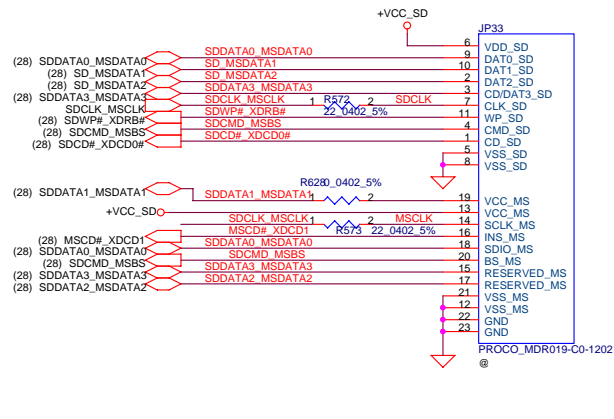 +VCC_SD
JP33
6 VDD_SD
(28) SDDATA0_MSDATA0 SDDATA0_MSDATA0 9 DAT0_SD
(28) SD_MSDATA1 SD_MSDATA1 10 DAT1_SD
(28) SD_MSDATA2 SD_MSDATA2 2 DAT2_SD
(28) SDDATA3_MSDATA3 SDDATA3_MSDATA3 3 CD/DAT3_SD
SDCLK_MSCLK SDCLK_MSCLK 1 R572 2 SDCLK 7 CLK_SD
(28) SDWP#_XDRB# SDWP#_XDRB# 22_0402_5% 11 WP_SD
(28) SDCMD_MSBS SDCMD_MSBS 4 CMD_SD
(28) SDCD#_XDCD0# SDCD#_XDCD0# 1 CD_SD
5 VSS_SD
8 VSS_SD
R628 0_0402_5%
(28) SDDATA1_MSDATA1 SDDATA1_MSDATA1 2 19 VCC_MS
+VCC_SD 13 VCC_MS
SDCLK_MSCLK 1 2 MSCLK 14 SCLK_MS
(28) MSCD#_XDCD1 MSCD#_XDCD1 R573 22_0402_5% 16 INS_MS
(28) SDDATA0_MSDATA0 SDDATA0_MSDATA0 18 SDIO_MS
(28) SDCMD_MSBS SDCMD_MSBS 20 BS_MS
(28) SDDATA3_MSDATA3 SDDATA3_MSDATA3 15 RESERVED_MS
(28) SDDATA2_MSDATA2 SDDATA2_MSDATA2 17 RESERVED_MS
21 VSS_MS
12 VSS_MS
22 GND
23 GND
PROCO_MDR019-C0-1202
@